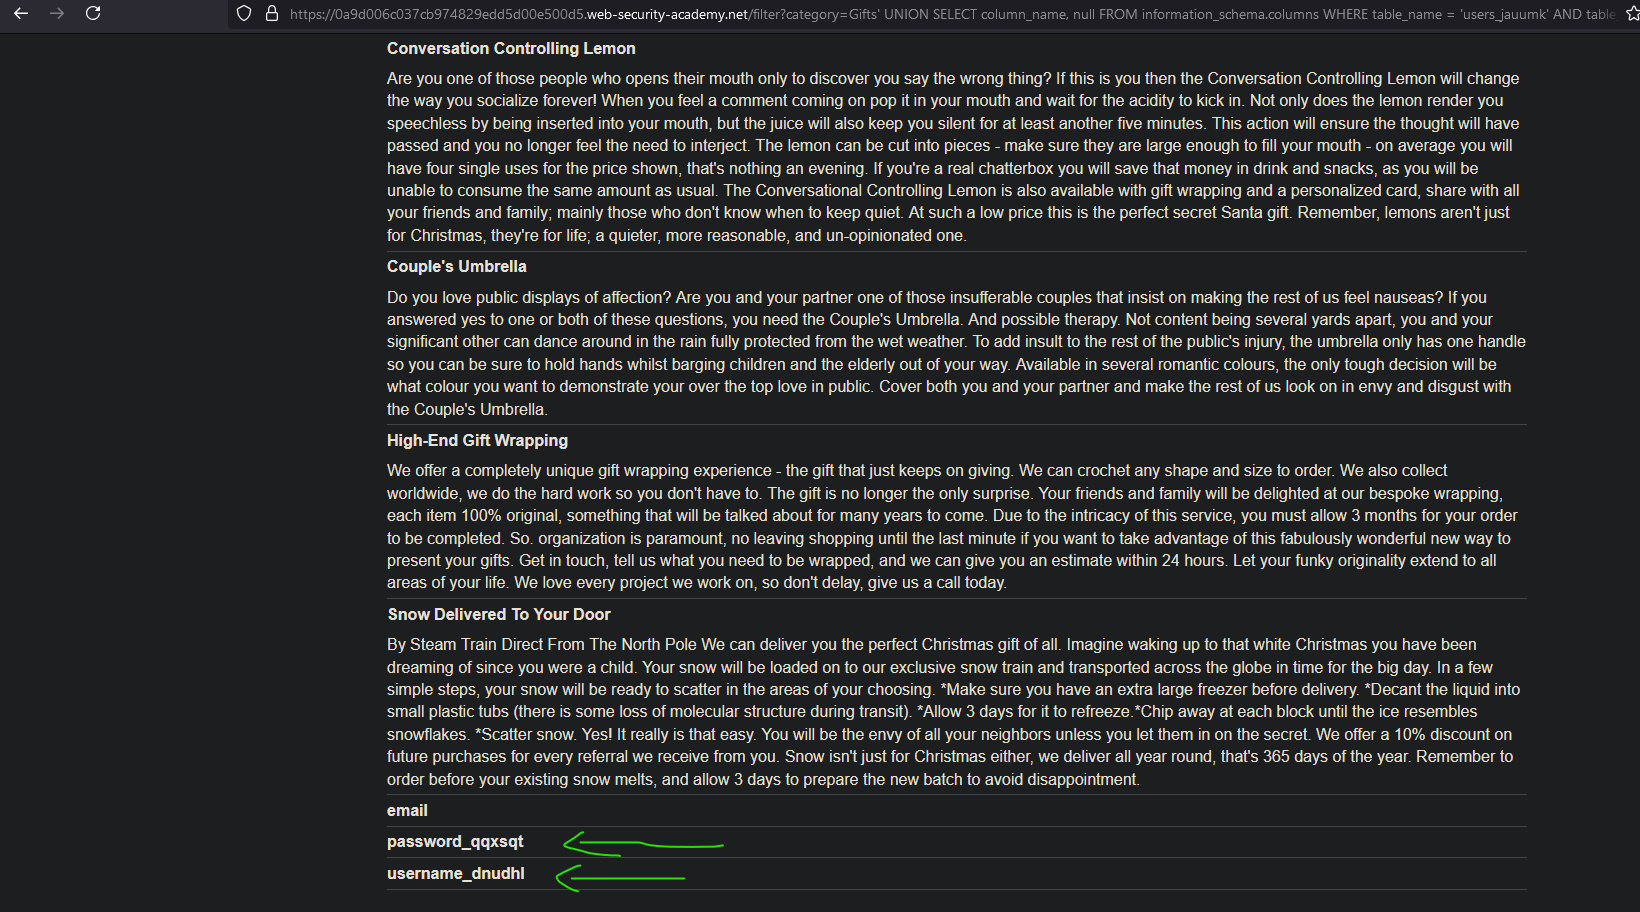 https://0a9d006c037cb974829edd5d00e500d5.web-security-academy.net/filter?category=Gifts' UNION SELECT column_name, null FROM information_schema.columns WHERE table_name = 'users_jauumk' AND table
Conversation Controlling Lemon
Are you one of those people who opens their mouth only to discover you say the wrong thing? If this is you then the Conversation Controlling Lemon will change
the way you socialize forever! When you feel a comment coming on pop it in your mouth and wait for the acidity to kick in. Not only does the lemon render you
speechless by being inserted into your mouth, but the juice will also keep you silent for at least another five minutes. This action will ensure the thought will have
passed and you no longer feel the need to interject. The lemon can be cut into pieces - make sure they are large enough to fill your mouth - on average you will
have four single uses for the price shown, that's nothing an evening. If you're a real chatterbox you will save that money in drink and snacks, as you will be
unable to consume the same amount as usual. The Conversational Controlling Lemon is also available with gift wrapping and a personalized card, share with all
your friends and family; mainly those who don't know when to keep quiet. At such a low price this is the perfect secret Santa gift. Remember, lemons aren't just
for Christmas, they're for life; a quieter, more reasonable, and un-opinionated one.
Couple's Umbrella
Do you love public displays of affection? Are you and your partner one of those insufferable couples that insist on making the rest of us feel nauseas? If you
answered yes to one or both of these questions, you need the Couple's Umbrella. And possible therapy. Not content being several yards apart, you and your
significant other can dance around in the rain fully protected from the wet weather. To add insult to the rest of the public's injury, the umbrella only has one handle
so you can be sure to hold hands whilst barging children and the elderly out of your way. Available in several romantic colours, the only tough decision will be
what colour you want to demonstrate your over the top love in public. Cover both you and your partner and make the rest of us look on in envy and disgust with
the Couple's Umbrella.
High-End Gift Wrapping
We offer a completely unique gift wrapping experience - the gift that just keeps on giving. We can crochet any shape and size to order. We also collect
worldwide, we do the hard work so you don't have to. The gift is no longer the only surprise. Your friends and family will be delighted at our bespoke wrapping,
each item 100% original, something that will be talked about for many years to come. Due to the intricacy of this service, you must allow 3 months for your order
to be completed. So. organization is paramount, no leaving shopping until the last minute if you want to take advantage of this fabulously wonderful new way to
present your gifts. Get in touch, tell us what you need to be wrapped, and we can give you an estimate within 24 hours. Let your funky originality extend to all
areas of your life. We love every project we work on, so don't delay, give us a call today.
Snow Delivered To Your Door
By Steam Train Direct From The North Pole We can deliver you the perfect Christmas gift of all. Imagine waking up to that white Christmas you have been
dreaming of since you were a child. Your snow will be loaded on to our exclusive snow train and transported across the globe in time for the big day. In a few
simple steps, your snow will be ready to scatter in the areas of your choosing. *Make sure you have an extra large freezer before delivery. *Decant the liquid into
small plastic tubs (there is some loss of molecular structure during transit). *Allow 3 days for it to refreeze.*Chip away at each block until the ice resembles
snowflakes. *Scatter snow. Yes! It really is that easy. You will be the envy of all your neighbors unless you let them in on the secret. We offer a 10% discount on
future purchases for every referral we receive from you. Snow isn't just for Christmas either, we deliver all year round, that's 365 days of the year. Remember to
order before your existing snow melts, and allow 3 days to prepare the new batch to avoid disappointment.
email
password_qqxsqt
username_dnudhl